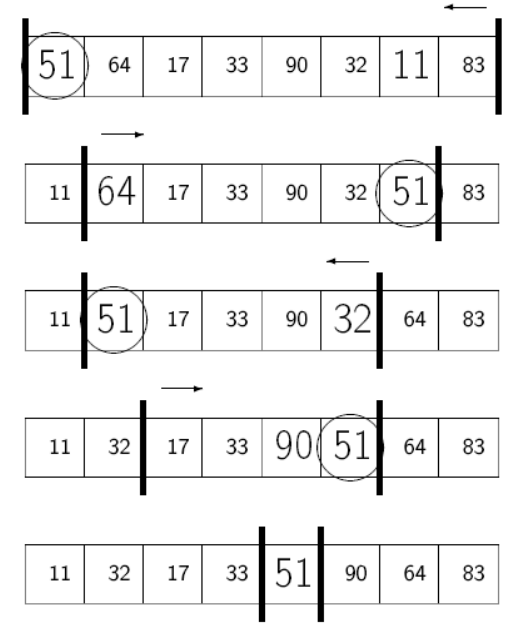 51 64 17 33 90 32 11 83
11 64 17 33 90 32 51 83
11 51 17 33 90 32 64 83
11 32 17 33 90 51 64 83
11 32 17 33 51 90 64 83